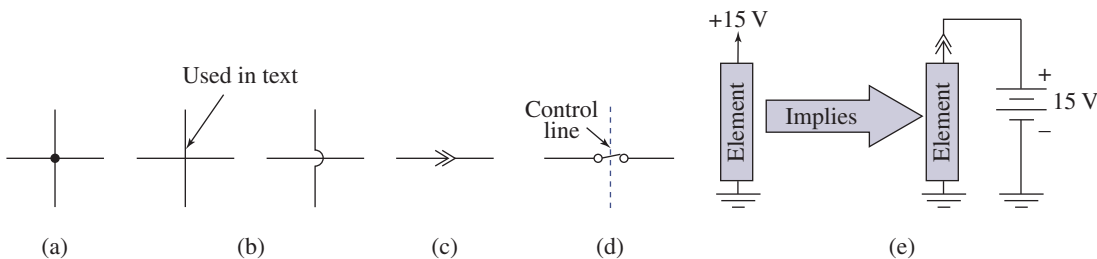 Used in text
Control
line
+15 V
Element
Implies
Element
+
15 V
−
(a)
(b)
(c)
(d)
(e)